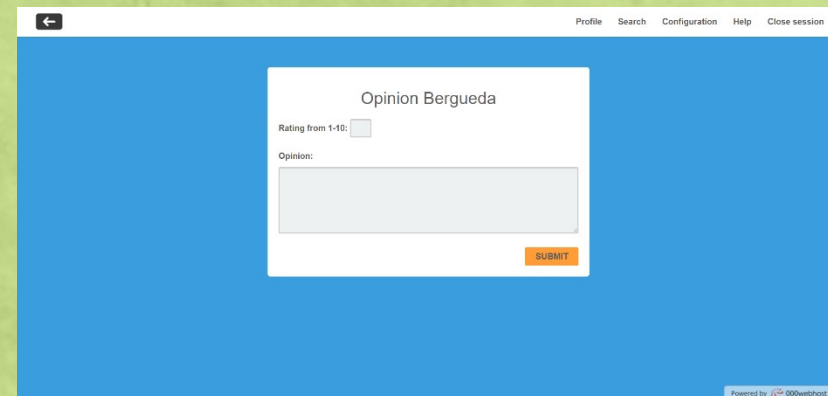 Profile Search Configuration Help Close session
Opinion Bergueda
Rating from 1-10:
Opinion:
SUBMIT
Powered by 000webhost